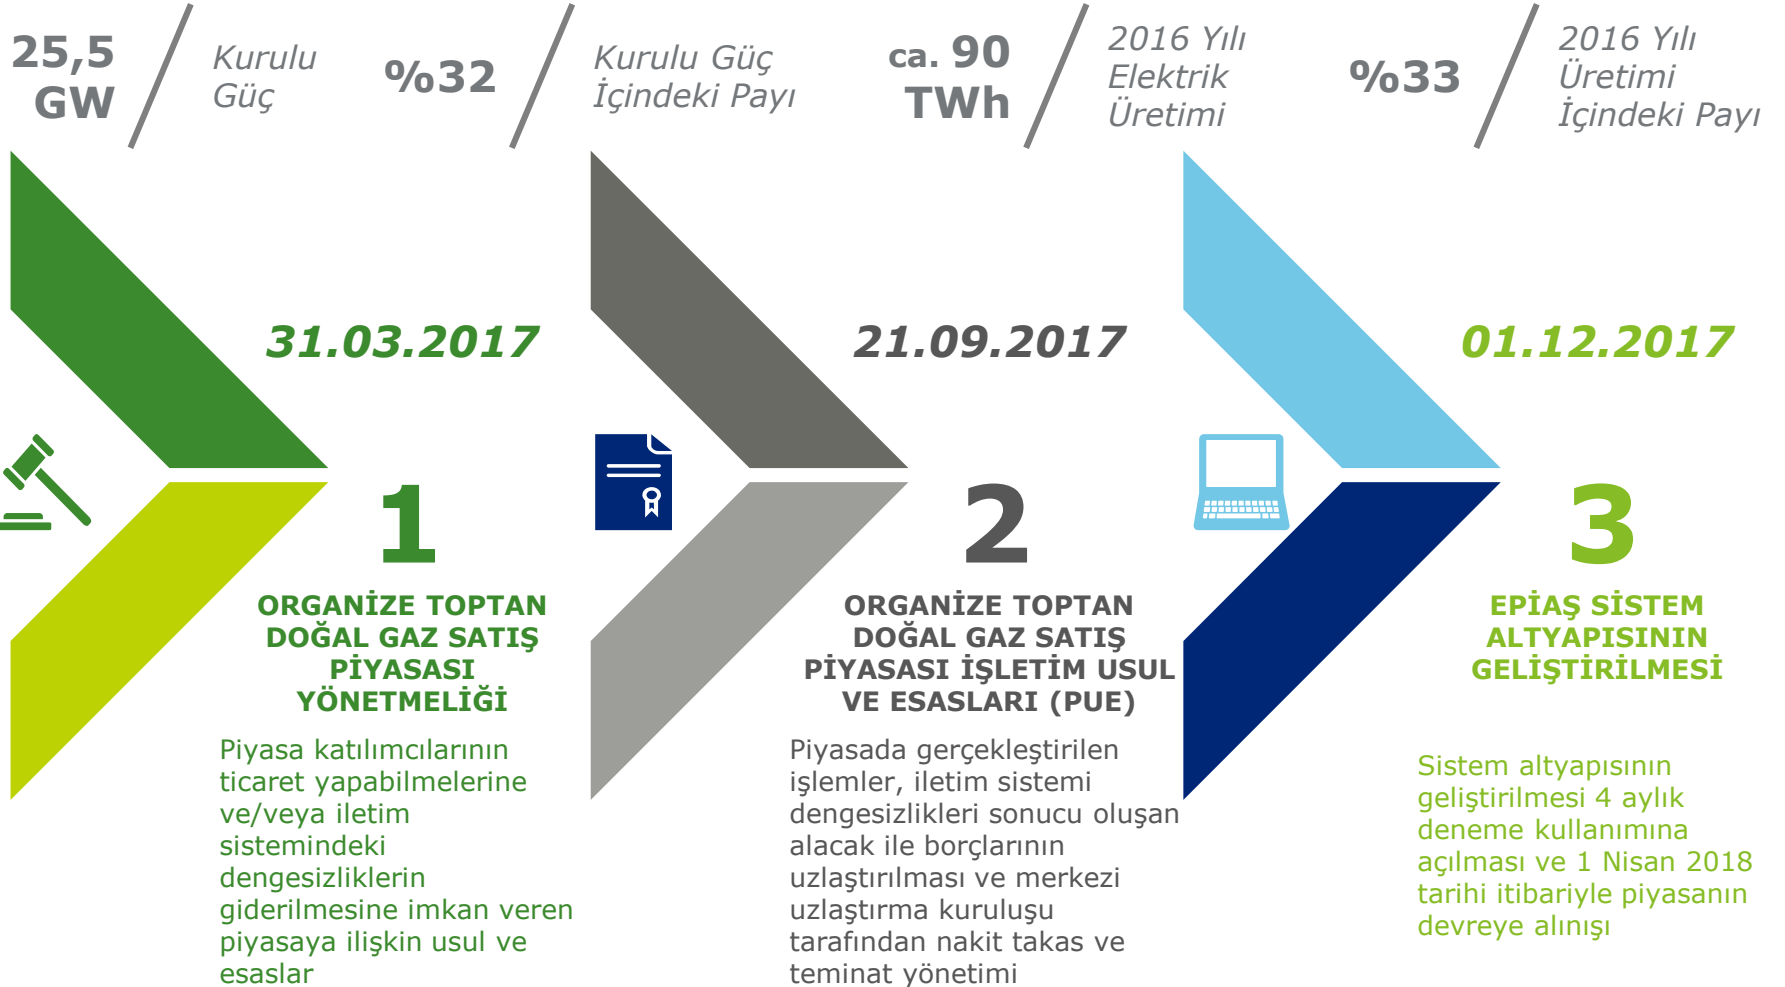 25,5
GW
Kurulu
Güç
%32
Kurulu Güç
İçindeki Payı
ca. 90
TWh
2016 Yılı
Elektrik
Üretimi
%33
2016 Yılı
Üretimi
İçindeki Payı
31.03.2017
1
ORGANİZE TOPTAN
DOĞAL GAZ SATIŞ
PİYASASI
YÖNETMELİĞİ
Piyasa katılımcılarının
ticaret yapabilmelerine
ve/veya iletim
sistemindeki
dengesizliklerin
giderilmesine imkan veren
piyasaya ilişkin usul ve
esaslar
21.09.2017
2
ORGANİZE TOPTAN
DOĞAL GAZ SATIŞ
PİYASASI İŞLETİM USUL
VE ESASLARI (PUE)
Piyasada gerçekleştirilen
işlemler, iletim sistemi
dengesizlikleri sonucu oluşan
alacak ile borçlarının
uzlaştırılması ve merkezi
uzlaştırma kuruluşu
tarafından nakit takas ve
teminat yönetimi
01.12.2017
3
EPİAŞ SİSTEM
ALTYAPISININ
GELİŞTİRİLMESİ
Sistem altyapısının
geliştirilmesi 4 aylık
deneme kullanımına
açılması ve 1 Nisan 2018
tarihi itibariyle piyasanın
devreye alınışı